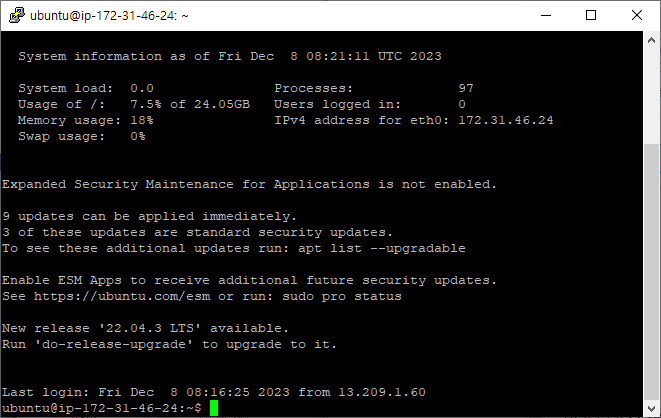 ubuntu@ip-172-31-46-24: ~
System information as of Fri Dec  8 08:21:11 UTC 2023
System load:  0.0               Processes:             97
Usage of /:   7.5% of 24.05GB   Users logged in:       0
Memory usage: 18%               IPv4 address for eth0: 172.31.46.24
Swap usage:   0%
Expanded Security Maintenance for Applications is not enabled.
9 updates can be applied immediately.
3 of these updates are standard security updates.
To see these additional updates run: apt list --upgradable
Enable ESM Apps to receive additional future security updates.
See https://ubuntu.com/esm or run: sudo pro status
New release '22.04.3 LTS' available.
Run 'do-release-upgrade' to upgrade to it.
Last login: Fri Dec  8 08:16:25 2023 from 13.209.1.60
ubuntu@ip-172-31-46-24:~$